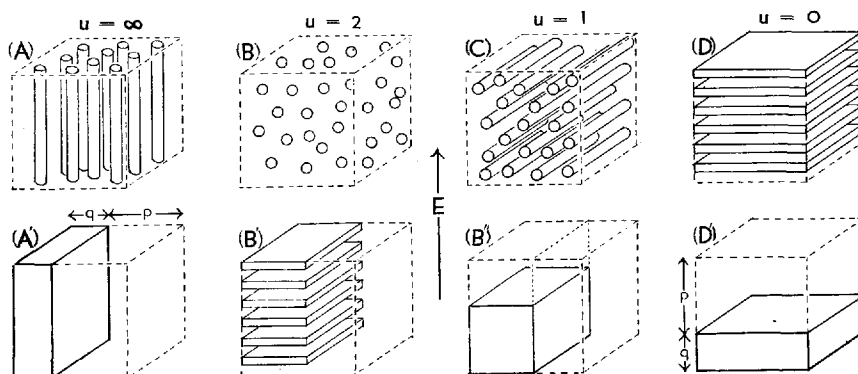 u = ∞
u = 2
u = 1
u = 0
(A)
(B)
(C)
(D)
E
q
p
(A')
(B')
(B")
(D')
p
q